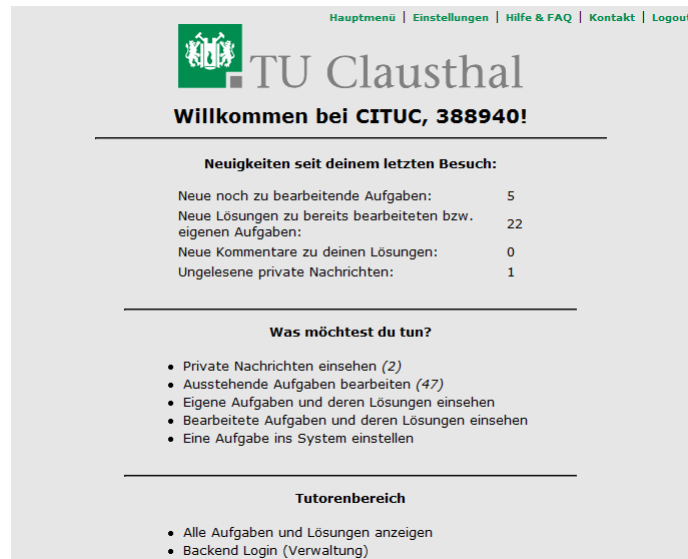 Hauptmenü | Einstellungen | Hilfe & FAQ | Kontakt | Logout
TU Clausthal
Willkommen bei CITUC, 388940!
Neuigkeiten seit deinem letzten Besuch:
Neue noch zu bearbeitende Aufgaben: 5
Neue Lösungen zu bereits bearbeiteten bzw.
eigenen Aufgaben: 22
Neue Kommentare zu deinen Lösungen: 0
Ungelesene private Nachrichten: 1
Was möchtest du tun?
• Private Nachrichten einsehen (2)
• Ausstehende Aufgaben bearbeiten (47)
• Eigene Aufgaben und deren Lösungen einsehen
• Bearbeitete Aufgaben und deren Lösungen einsehen
• Eine Aufgabe ins System einstellen
Tutorenbereich
• Alle Aufgaben und Lösungen anzeigen
• Backend Login (Verwaltung)